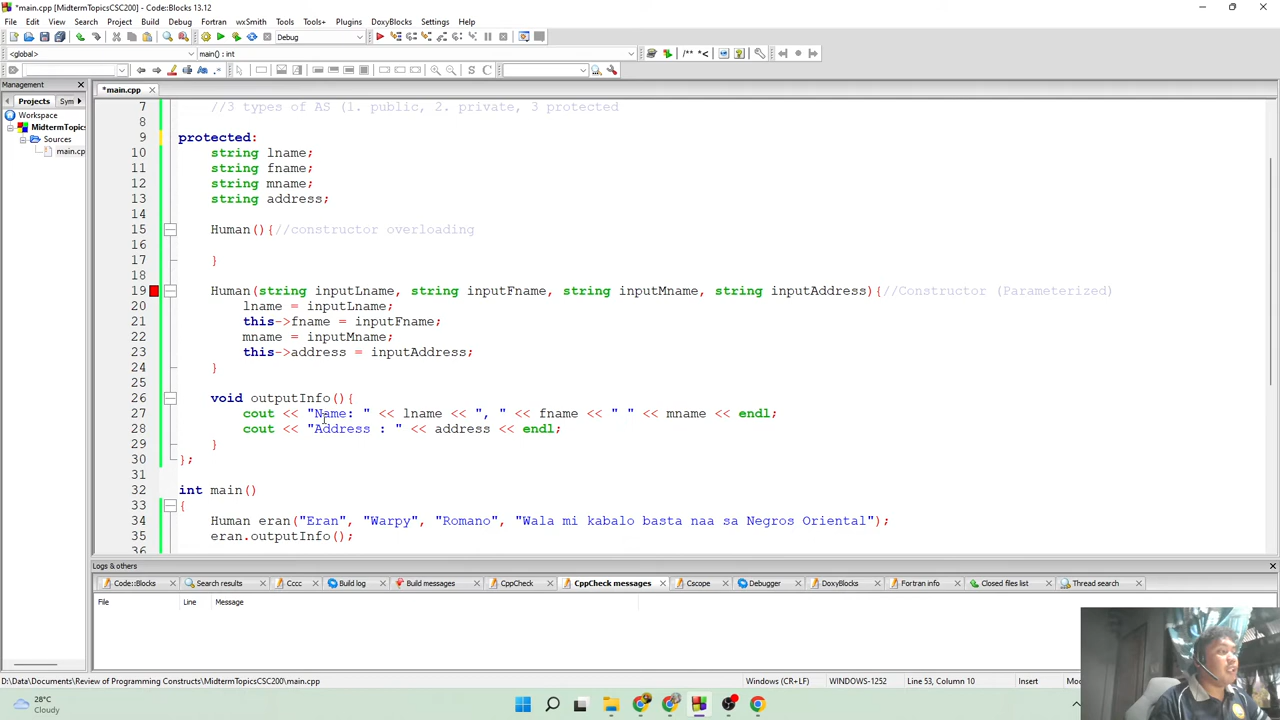 *main.cpp [MidtermTopicsCSC200] - Code::Blocks 13.12
File Edit View Search Project Build Debug Fortran wxSmith Tools Tools+ Plugins DoxyBlocks Settings Help
Debug
<global> main() : int /** *<
S C
Management
*main.cpp
Projects Sym
Workspace
MidtermTopics
Sources
main.cp
7 //3 types of AS (1. public, 2. private, 3 protected
8
9 protected:
10 string lname;
11 string fname;
12 string mname;
13 string address;
14
15 Human(){//constructor overloading
16
17 }
18
19 Human(string inputLname, string inputFname, string inputMname, string inputAddress){//Constructor (Parameterized)
20 lname = inputLname;
21 this->fname = inputFname;
22 mname = inputMname;
23 this->address = inputAddress;
24 }
25
26 void outputInfo(){
27 cout << "Name: " << lname << ", " << fname << " " << mname << endl;
28 cout << "Address : " << address << endl;
29 }
30 };
31
32 int main()
33 {
34 Human eran("Eran", "Warpy", "Romano", "Wala mi kabalo basta naa sa Negros Oriental");
35 eran.outputInfo();
36
Logs & others
Code::Blocks Search results Cccc Build log Build messages CppCheck CppCheck messages Cscope Debugger DoxyBlocks Fortran info Closed files list Thread search
File Line Message
D:\Data\Documents\Review of Programming Constructs\MidtermTopicsCSC200\main.cpp Windows (CR+LF) WINDOWS-1252 Line 53, Column 10 Insert
28°C
Cloudy